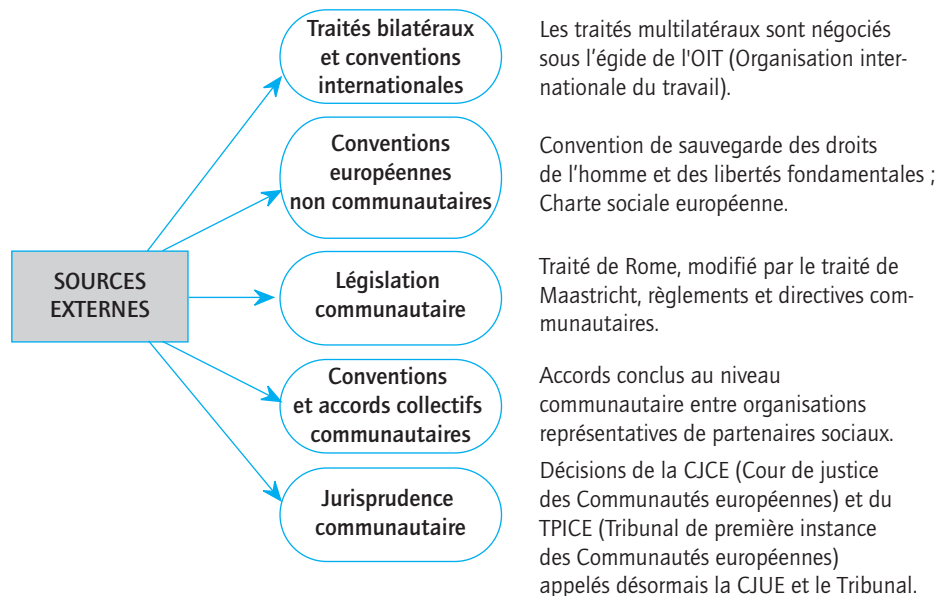 Traités bilatéraux
et conventions
internationales
Les traités multilatéraux sont négociés
sous l'égide de l'OIT (Organisation inter-
nationale du travail).
Conventions
européennes
non communautaires
Convention de sauvegarde des droits
de l'homme et des libertés fondamentales ;
Charte sociale européenne.
SOURCES
EXTERNES
Législation
communautaire
Traité de Rome, modifié par le traité de
Maastricht, règlements et directives com-
munautaires.
Conventions
et accords collectifs
communautaires
Accords conclus au niveau
communautaire entre organisations
représentatives de partenaires sociaux.
Jurisprudence
communautaire
Décisions de la CJCE (Cour de justice
des Communautés européennes) et du
TPICE (Tribunal de première instance
des Communautés européennes)
appelés désormais la CJUE et le Tribunal.